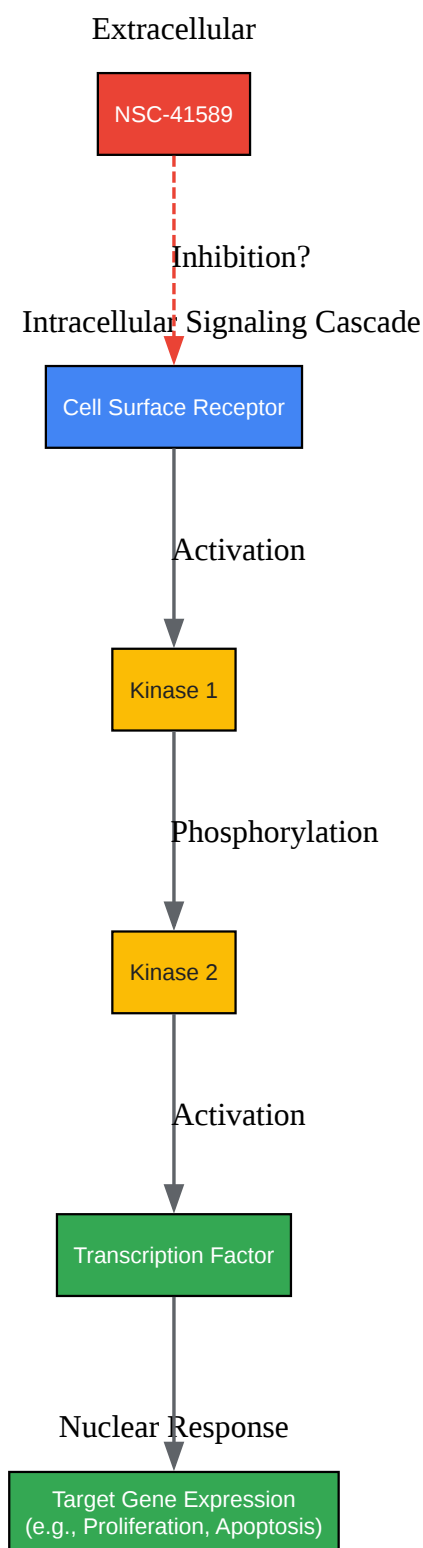 Extracellular
NSC-41589
Inhibition?
Intracellular Signaling Cascade
Cell Surface Receptor
Activation
Kinase 1
Phosphorylation
Kinase 2
Activation
Transcription Factor
Nuclear Response
Target Gene Expression
(e.g., Proliferation, Apoptosis)